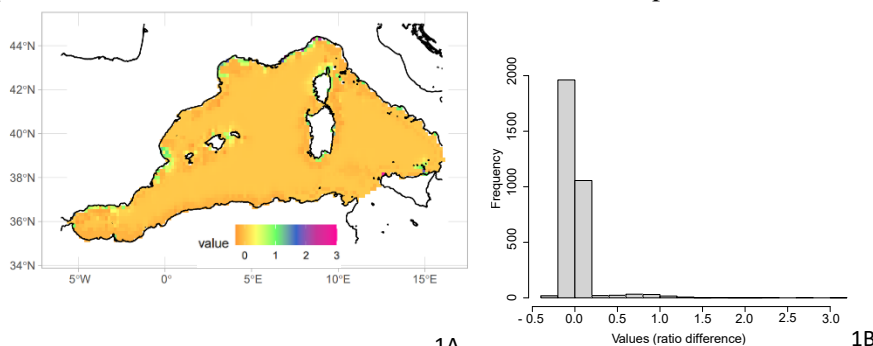 44°N
42°N
40°N
38°N
36°N
34°N
5°W
0°
5°E
10°E
15°E
value
0 1 2 3
1A
Frequency
0
500
1000
1500
2000
- 0.5 0.0 0.5 1.0 1.5 2.0 2.5 3.0
Values (ratio difference)
1B